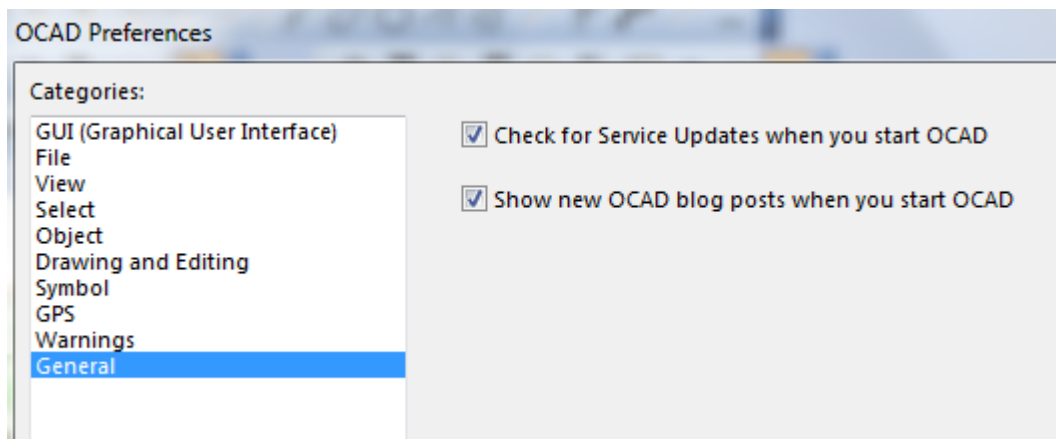 OCAD Preferences
Categories:
GUI (Graphical User Interface)
File
View
Select
Object
Drawing and Editing
Symbol
GPS
Warnings
General
Check for Service Updates when you start OCAD
Show new OCAD blog posts when you start OCAD